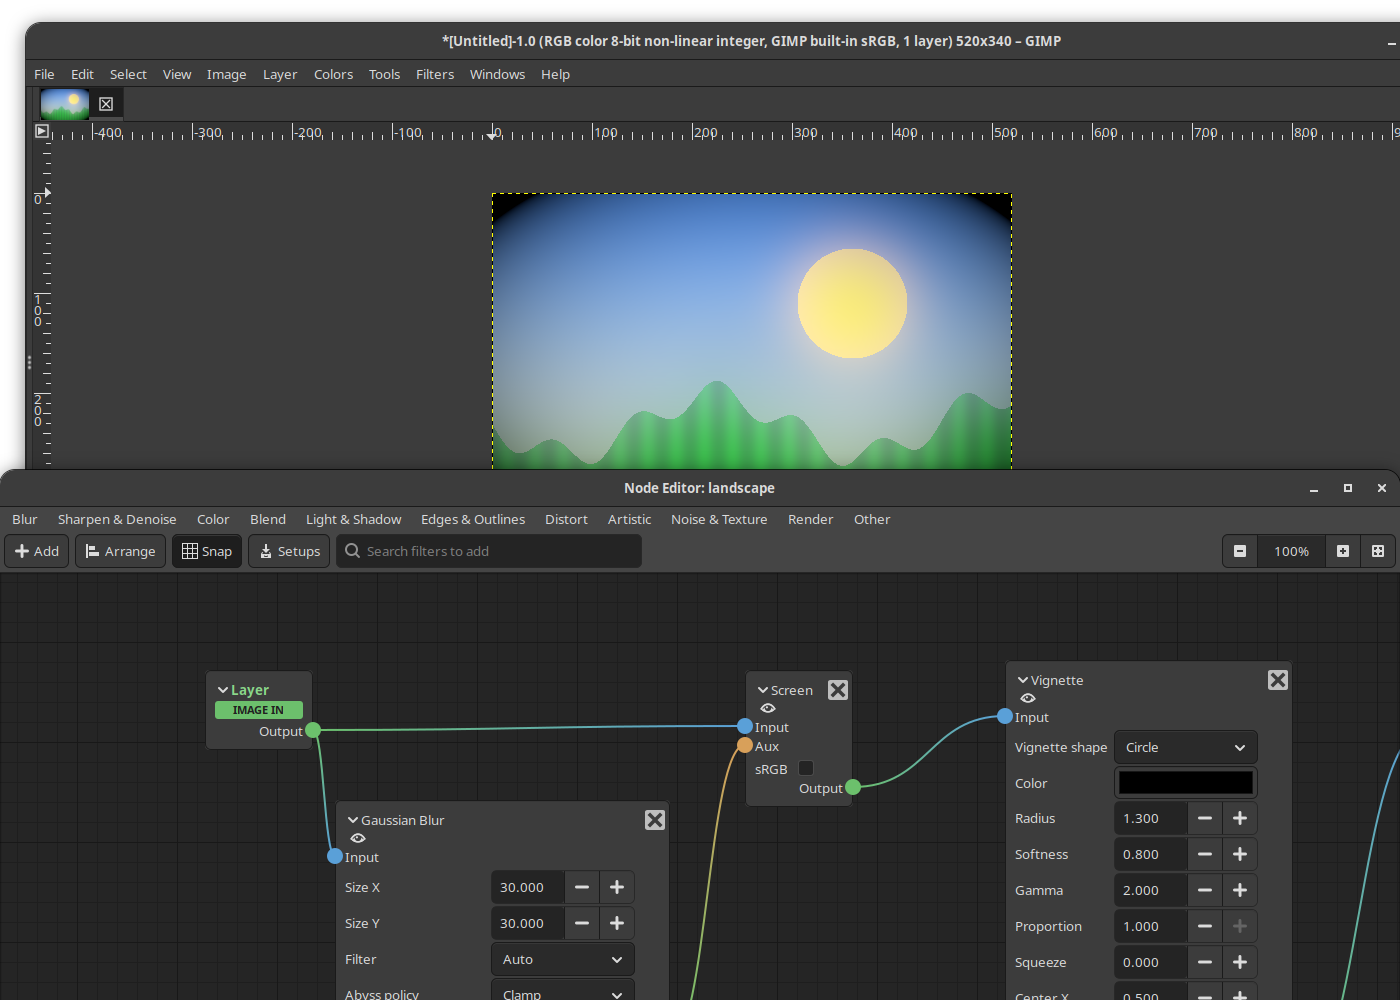 *[Untitled]-1.0 (RGB color 8-bit non-linear integer, GIMP built-in sRGB, 1 layer) 520x340 – GIMP
File Edit Select View Image Layer Colors Tools Filters Windows Help
-400 -300 -200 -100 0 100 200 300 400 500 600 700 800 9
0
100
200
Node Editor: landscape
Blur Sharpen & Denoise Color Blend Light & Shadow Edges & Outlines Distort Artistic Noise & Texture Render Other
Add Arrange Snap Setups Search filters to add 100%
Layer
IMAGE IN
Output
Screen
Input
Aux
sRGB
Output
Vignette
Input
Vignette shape Circle
Color
Radius 1.300
Softness 0.800
Gamma 2.000
Proportion 1.000
Squeeze 0.000
Center X 0.500
Gaussian Blur
Input
Size X 30.000
Size Y 30.000
Filter Auto
Abyss policy Clamp